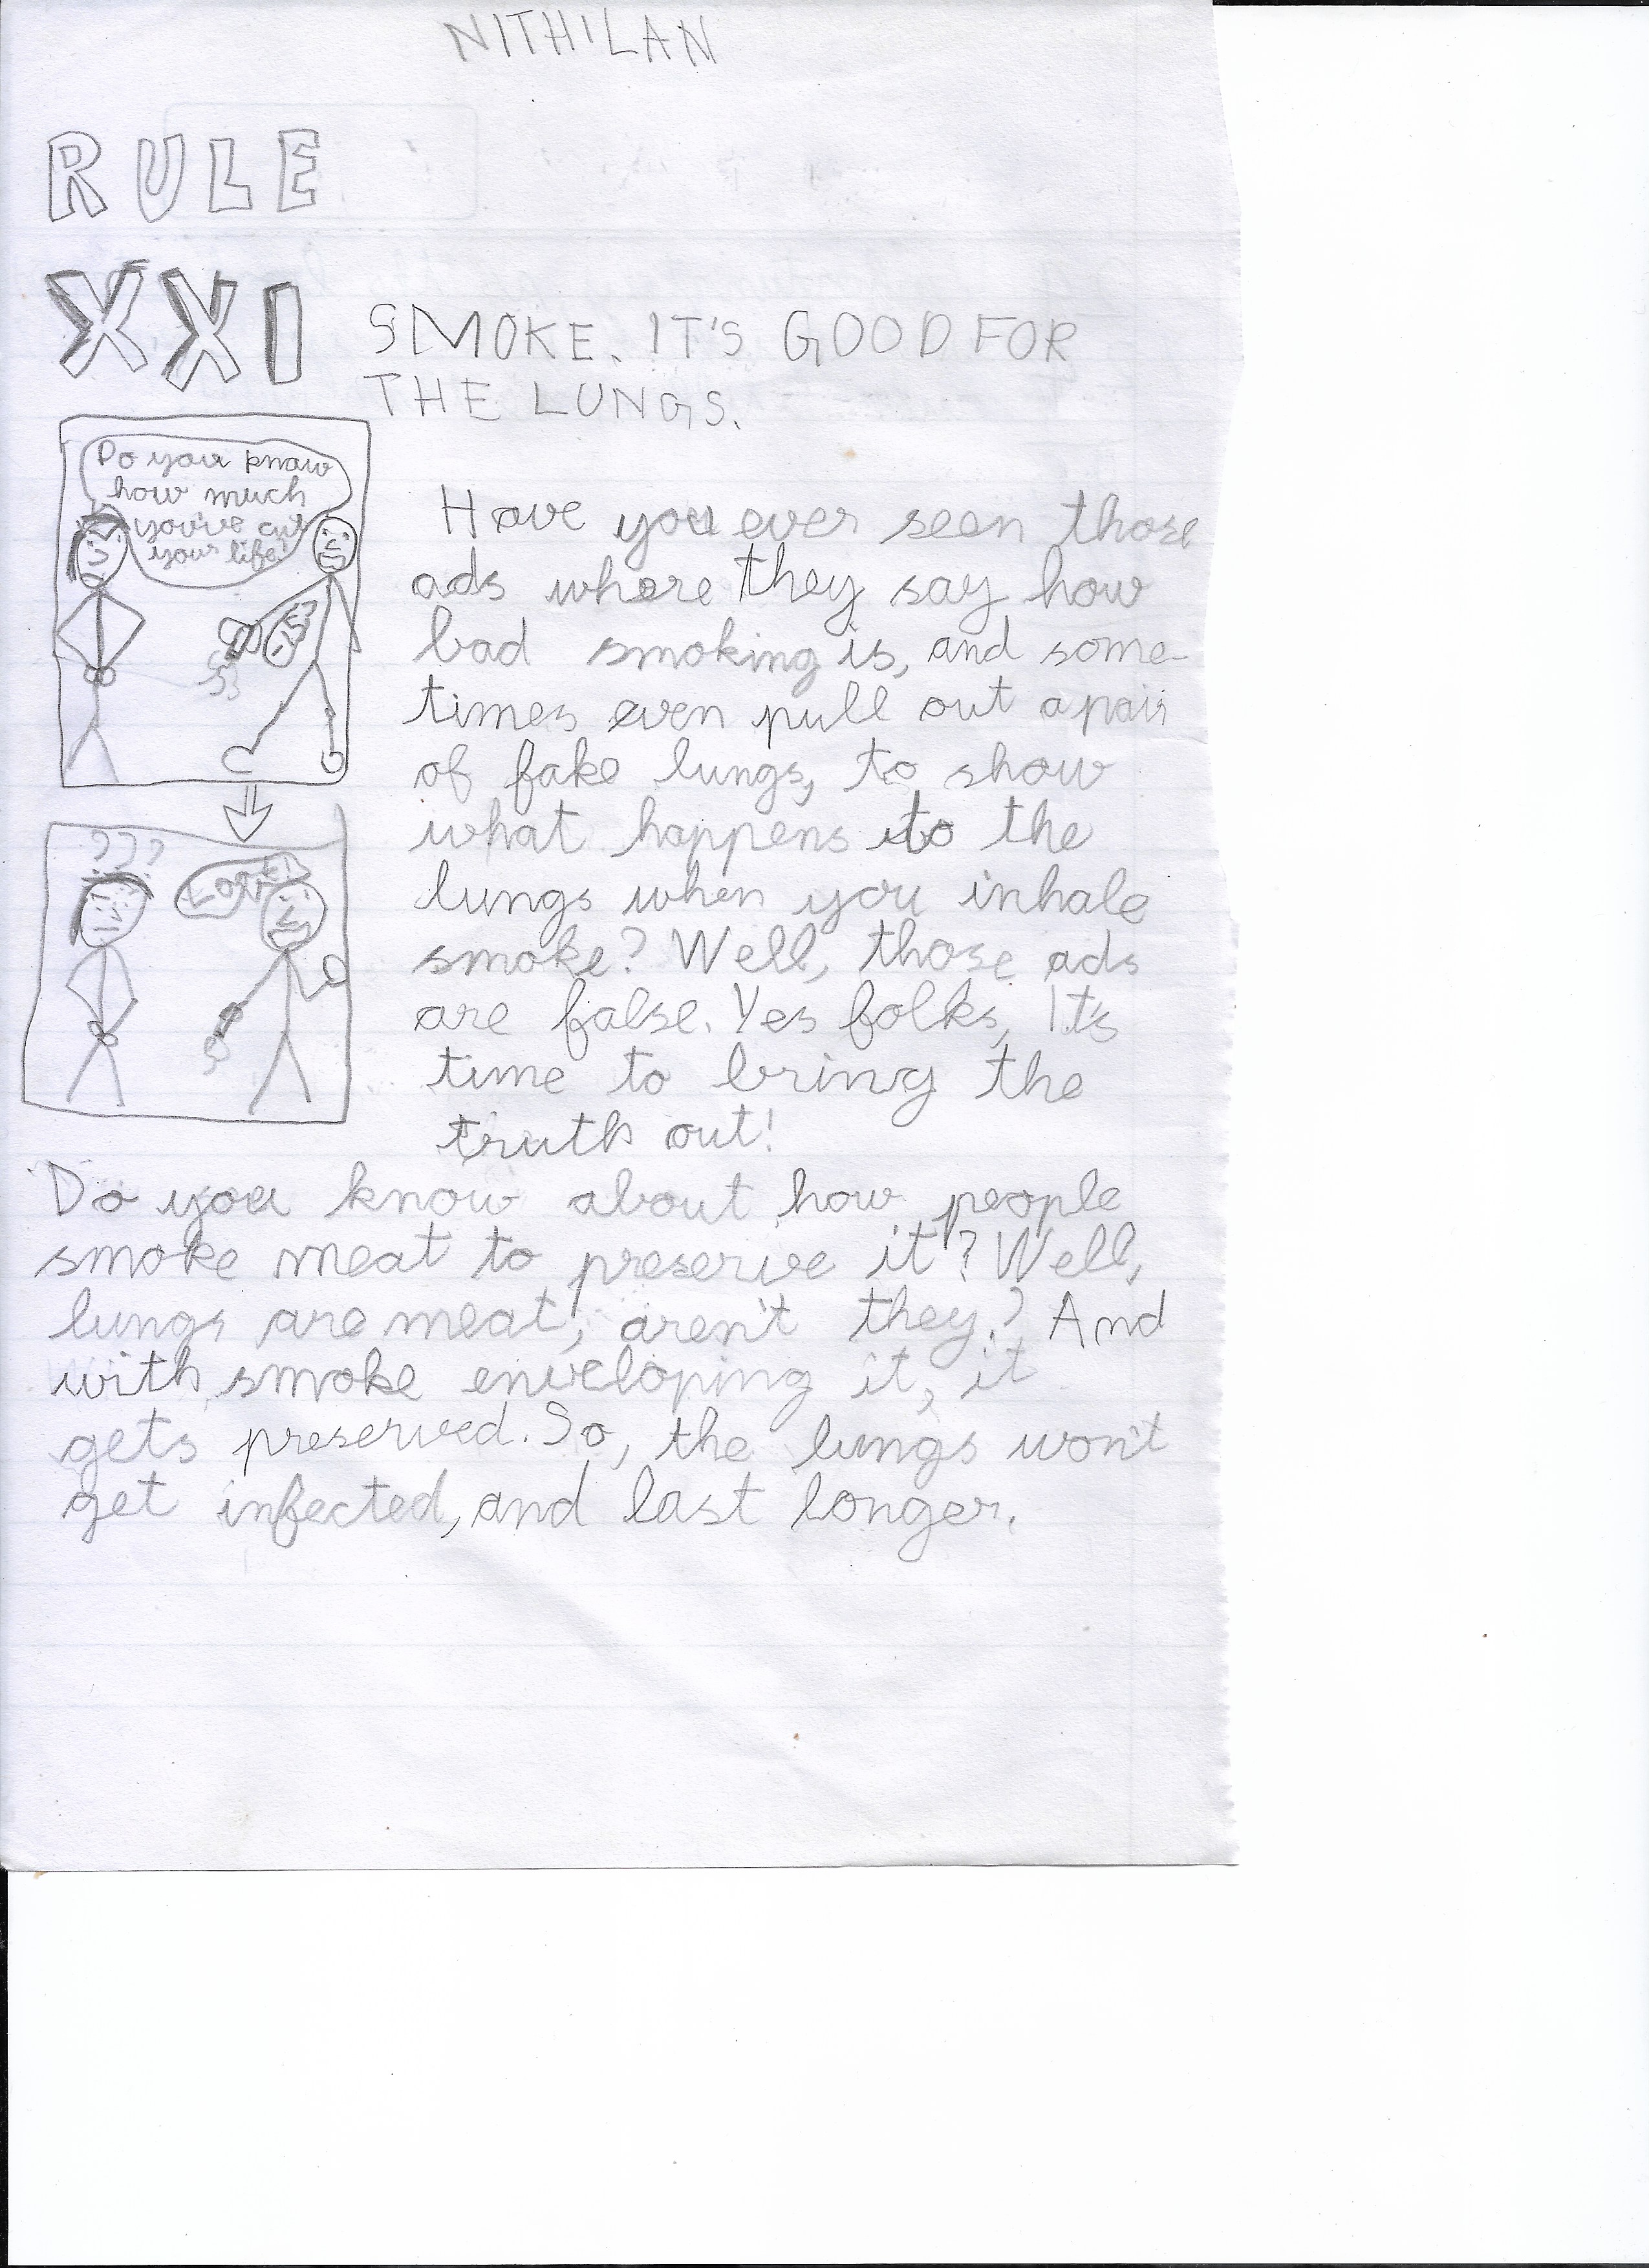 NITHILAN
RULE
XXI
SMOKE. IT'S GOOD FOR
THE LUNGS.
Do you know
how much
you've cut
your life?
???
Look!
Have you ever seen those
ads where they say how
bad smoking is, and some-
times even pull out a pair
of fake lungs, to show
what happens to the
lungs when you inhale
smoke? Well, those ads
are false. Yes folks, It's
time to bring the
truth out!
Do you know about how people
smoke meat to preserve it? Well,
lungs are meat, aren't they? And
with smoke enveloping it, it
gets preserved. So, the lungs won't
get infected, and last longer.